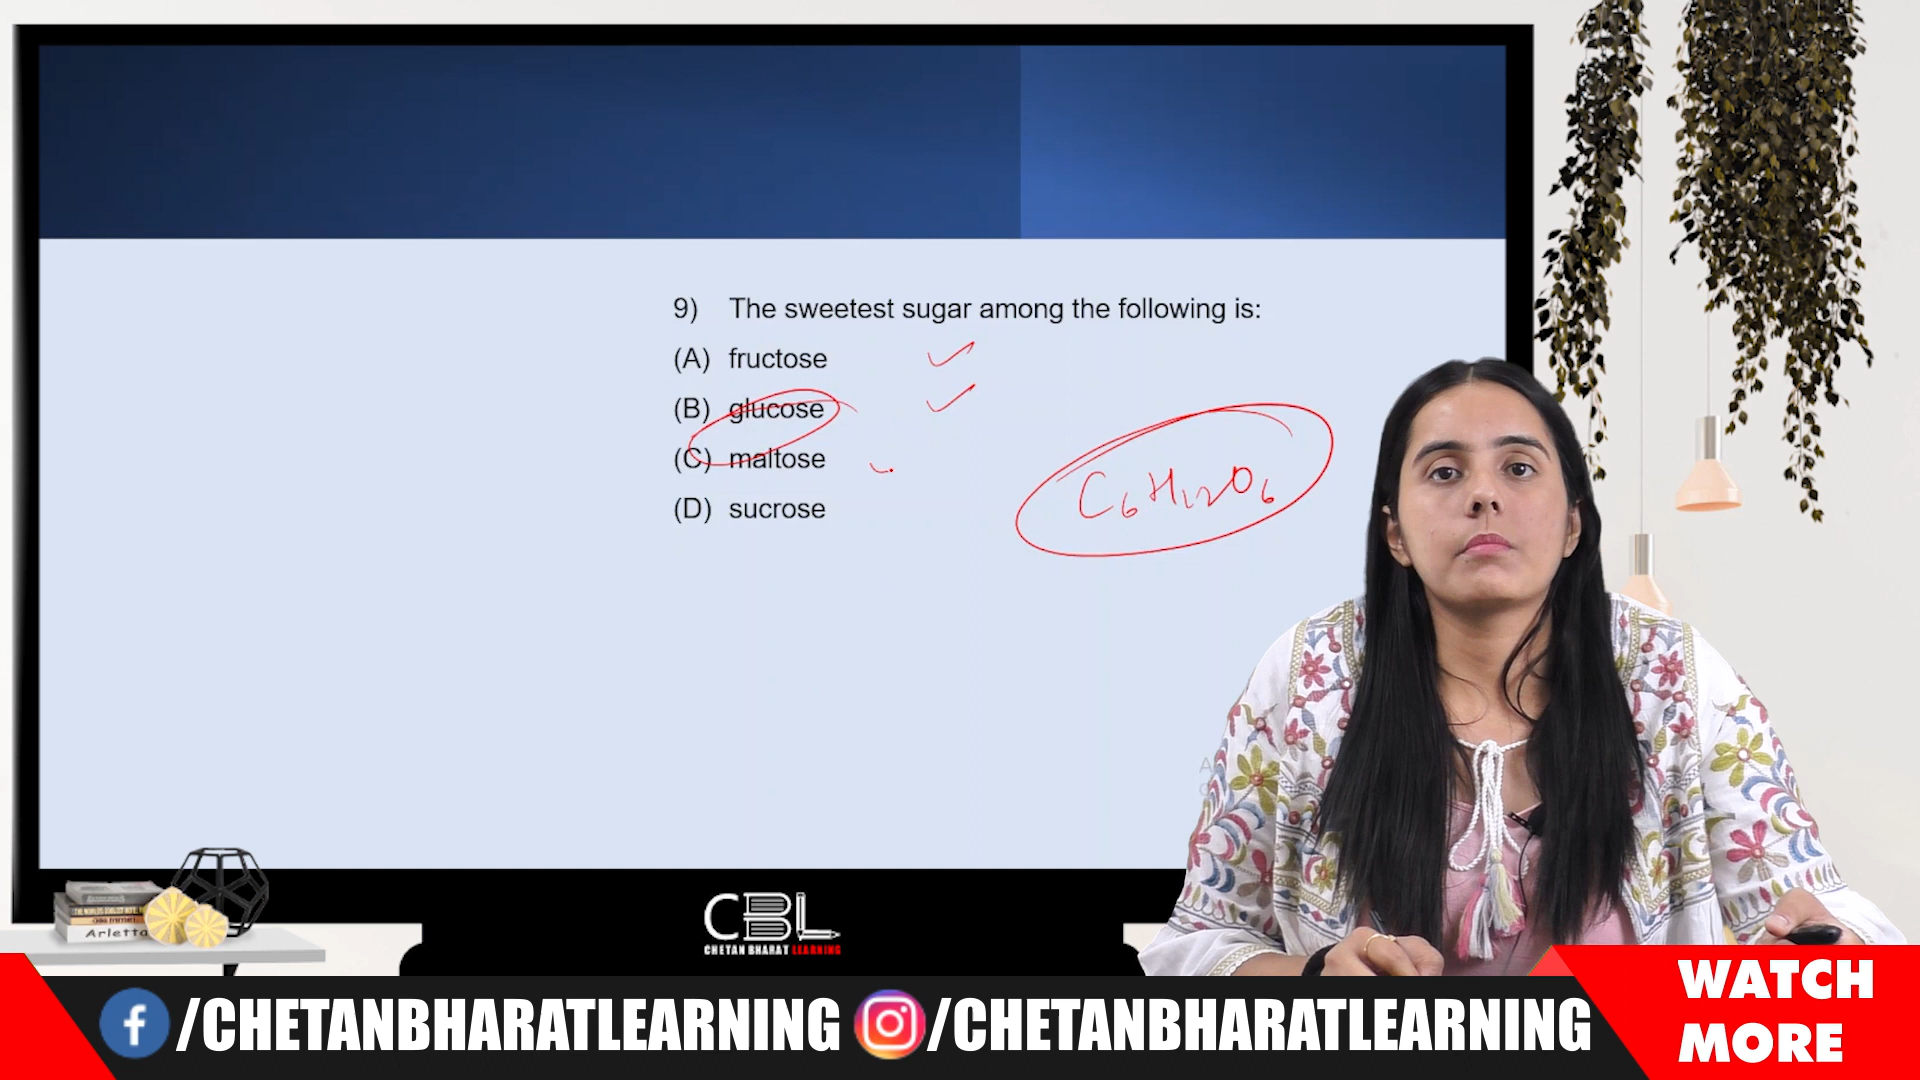 9) The sweetest sugar among the following is:
(A) fructose
(B) glucose
(C) maltose
(D) sucrose
C6H12O6
Arletta
CBL
CHETAN BHARAT LEARNING
/CHETANBHARATLEARNING /CHETANBHARATLEARNING
WATCH
MORE